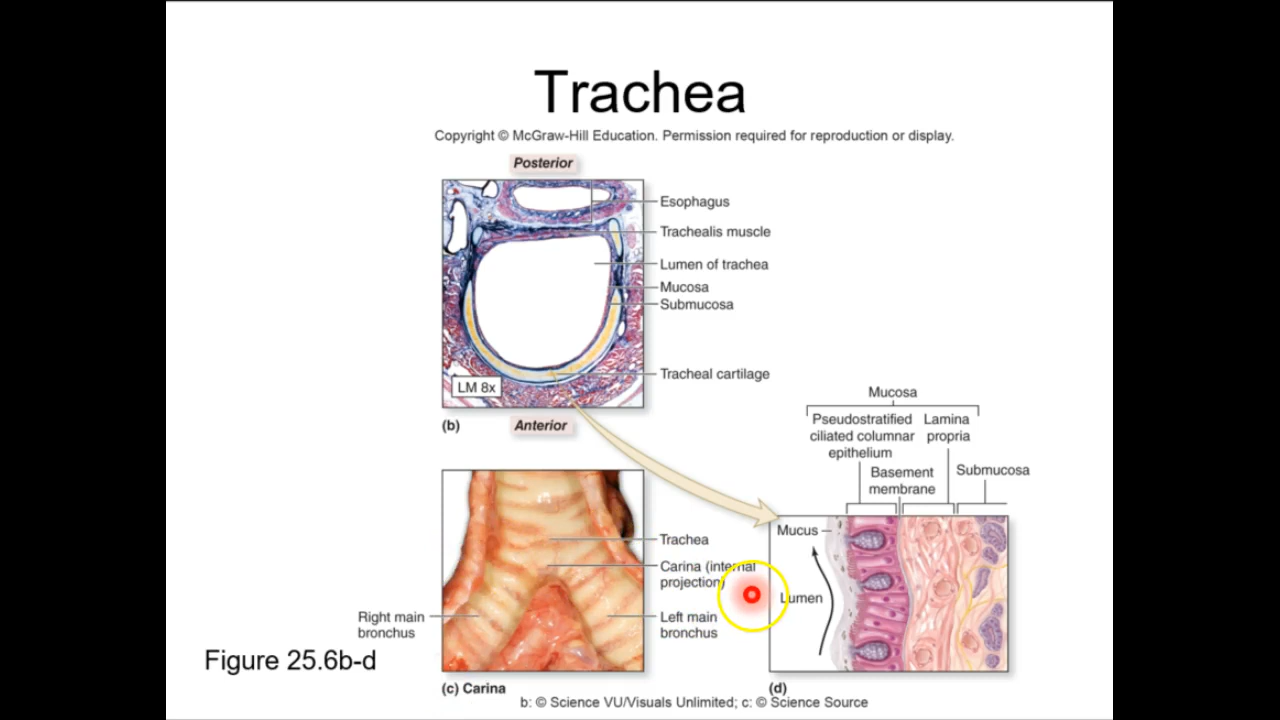 Trachea
Copyright © McGraw-Hill Education. Permission required for reproduction or display.
Posterior
Esophagus
Trachealis muscle
Lumen of trachea
Mucosa
Submucosa
Tracheal cartilage
LM 8x
(b)
Anterior
Mucosa
Pseudostratified
ciliated columnar
epithelium
Lamina
propria
Basement
membrane
Submucosa
Mucus
Lumen
(d)
Trachea
Carina (internal
projection)
Right main
bronchus
Left main
bronchus
(c) Carina
Figure 25.6b-d
b: © Science VU/Visuals Unlimited; c: © Science Source